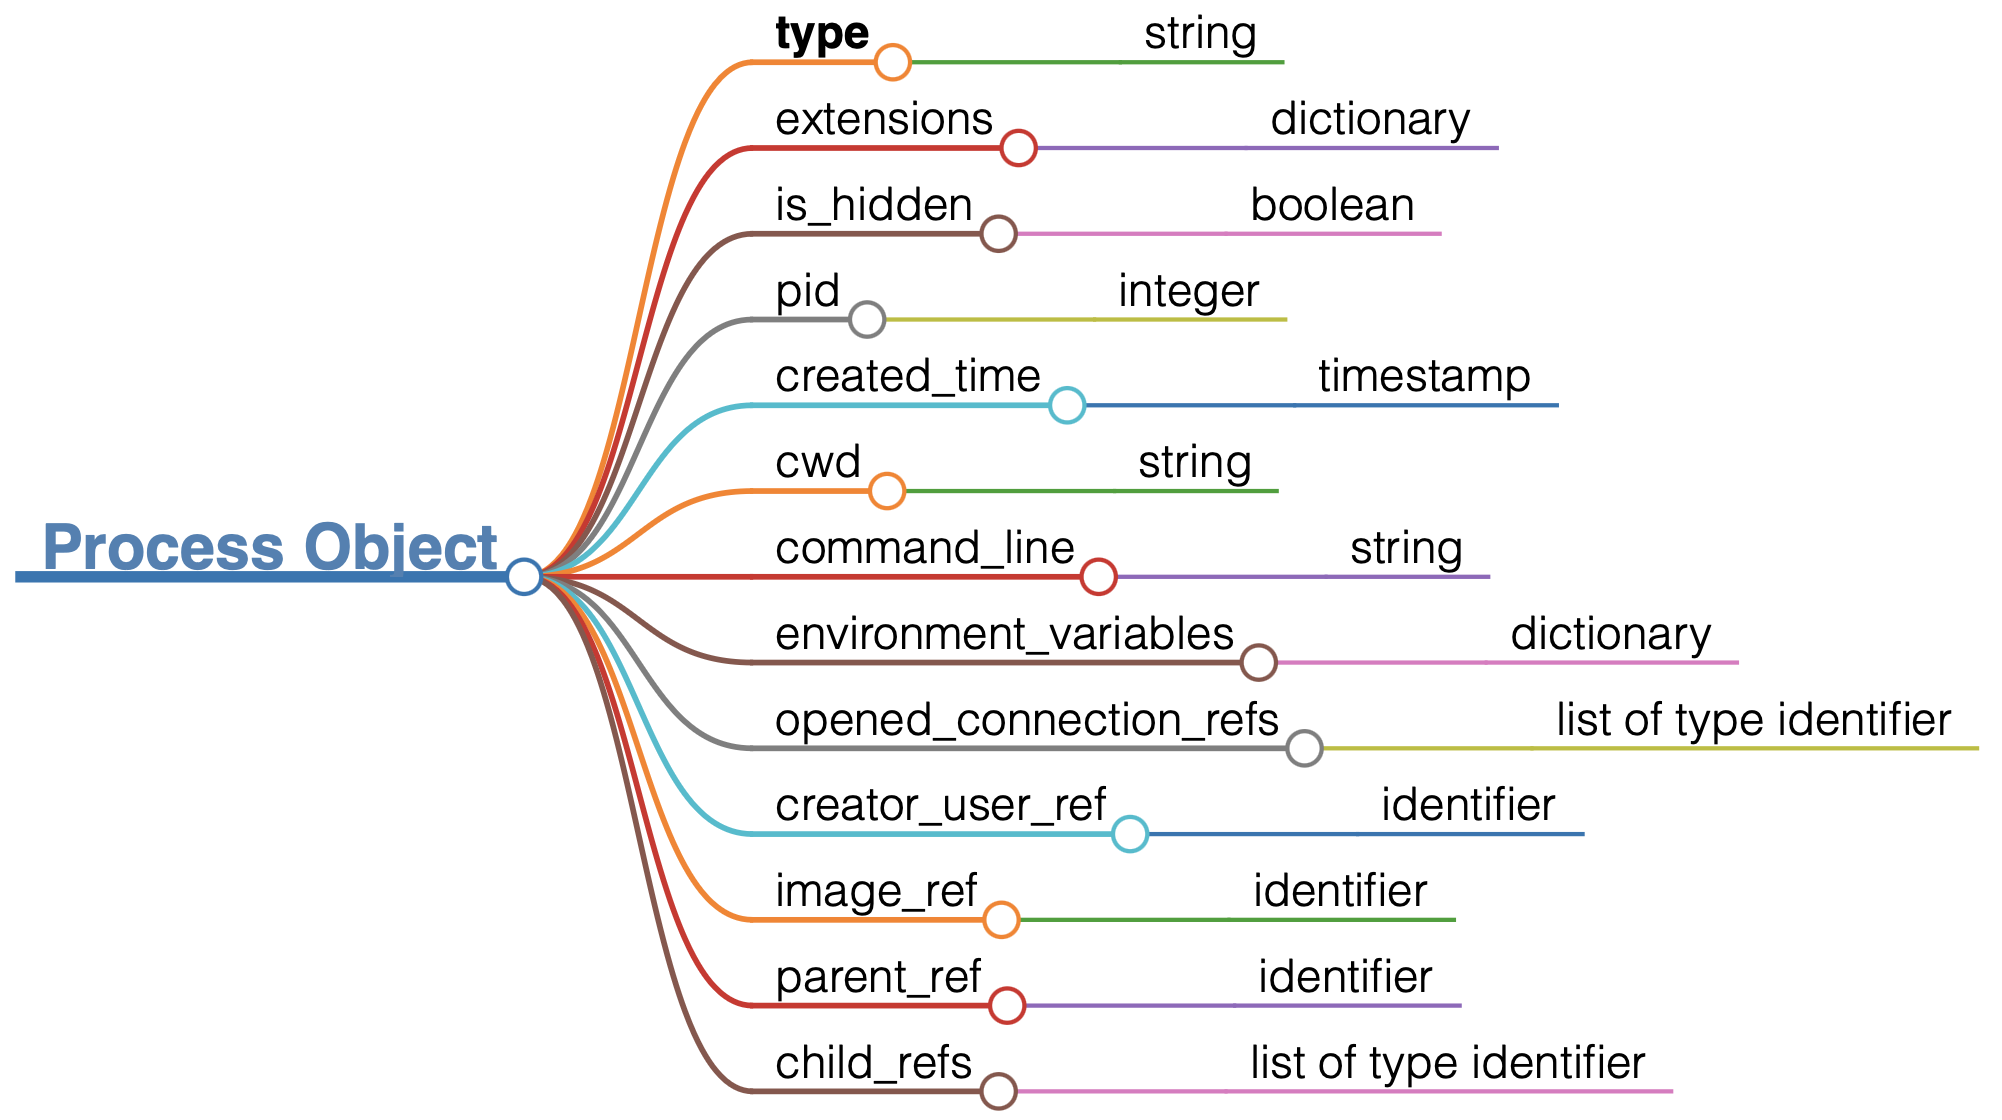 type string
extensions dictionary
is_hidden boolean
pid integer
created_time timestamp
cwd string
Process Object
command_line string
environment_variables dictionary
opened_connection_refs list of type identifier
creator_user_ref identifier
image_ref identifier
parent_ref identifier
child_refs list of type identifier